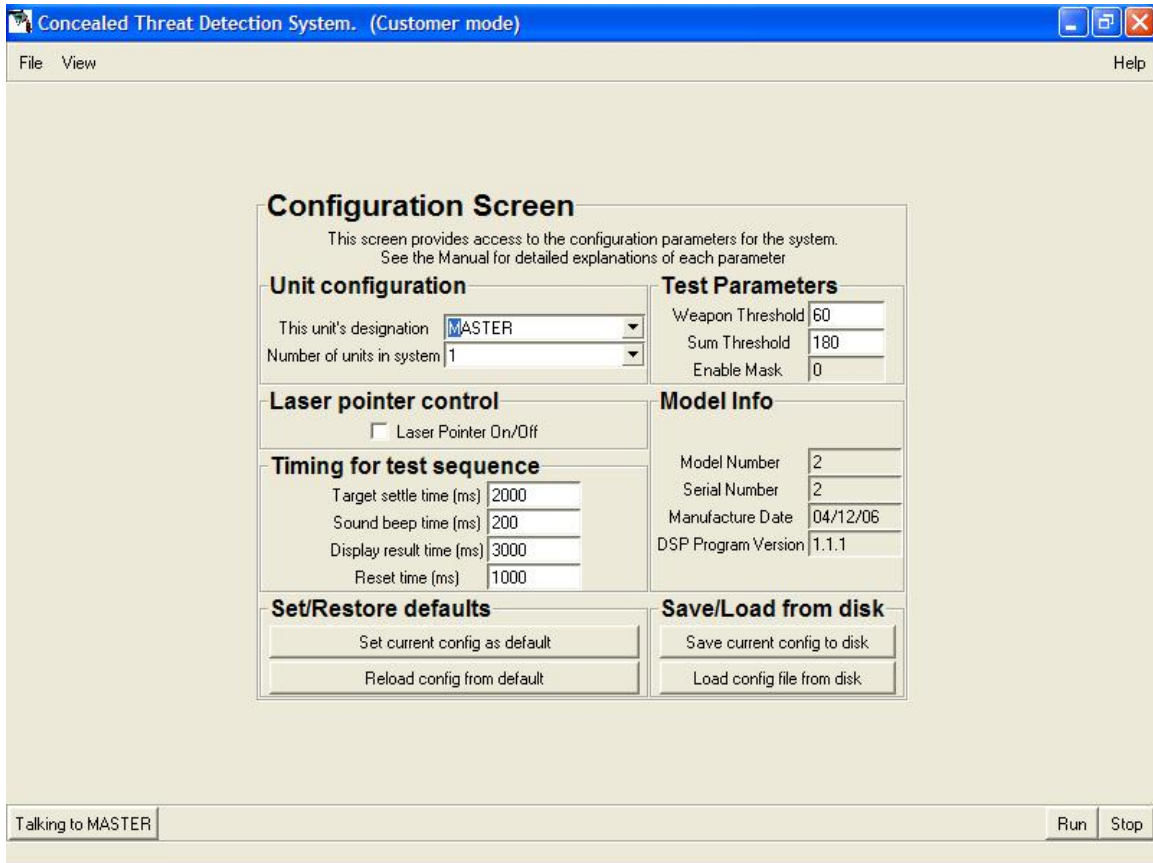 Concealed Threat Detection System. (Customer mode)
File View Help
Configuration Screen
This screen provides access to the configuration parameters for the system.
See the Manual for detailed explanations of each parameter
Unit configuration
This unit's designation MASTER
Number of units in system 1
Test Parameters
Weapon Threshold 60
Sum Threshold 180
Enable Mask 0
Laser pointer control
Laser Pointer On/Off
Model Info
Model Number 2
Serial Number 2
Manufacture Date 04/12/06
DSP Program Version 1.1.1
Timing for test sequence
Target settle time (ms) 2000
Sound beep time (ms) 200
Display result time (ms) 3000
Reset time (ms) 1000
Set/Restore defaults
Set current config as default
Reload config from default
Save/Load from disk
Save current config to disk
Load config file from disk
Talking to MASTER Run Stop